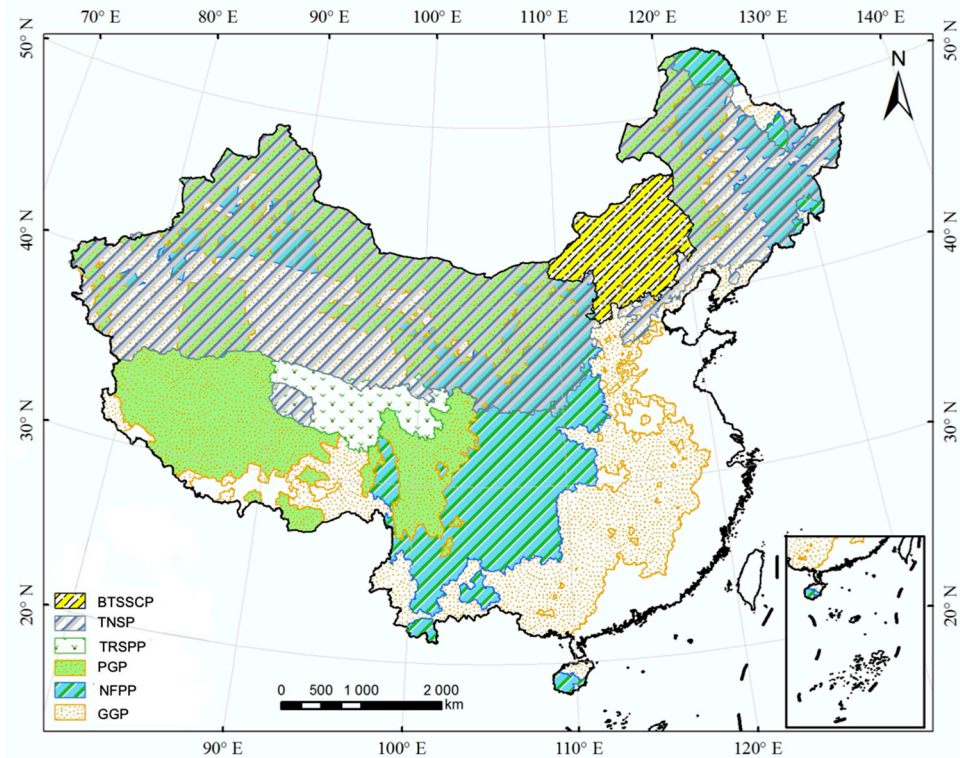 70° E 80° E 90° E 100° E 110° E 120° E 130° E 140° E
50° N
50° N
N
40° N
40° N
30° N
30° N
20° N
20° N
BTSSCP
TNSP
TRSPP
PGP
NFPP
GGP
0 500 1 000 2 000
km
90° E 100° E 110° E 120° E